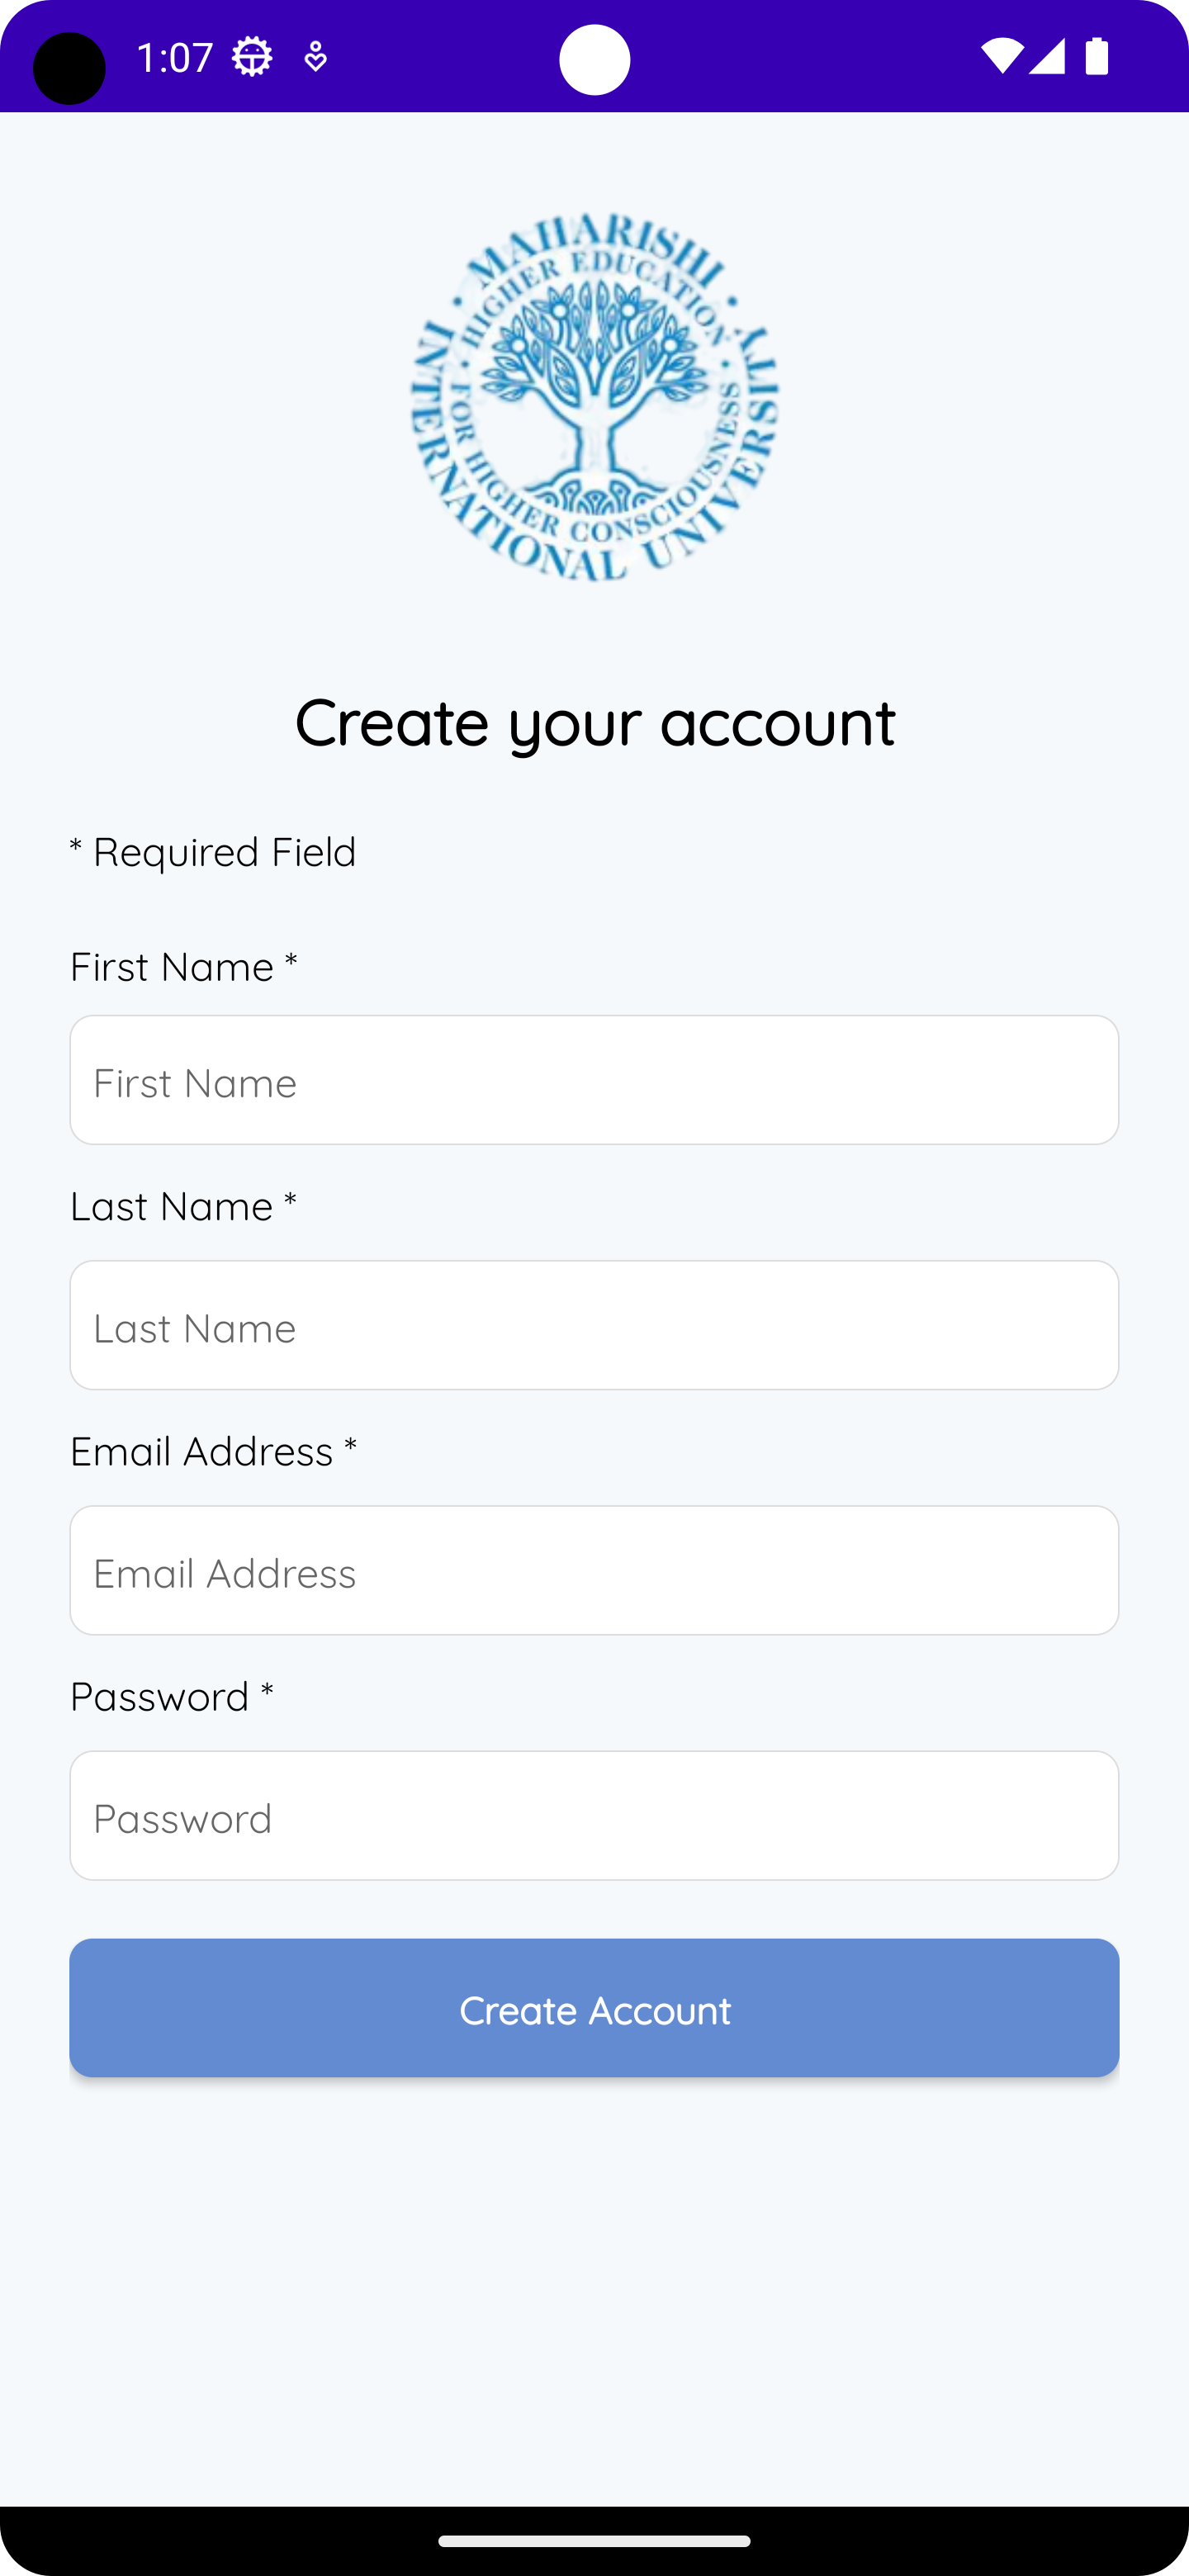 1:07
MAHARISHI INTERNATIONAL UNIVERSITY
HIGHER EDUCATION FOR HIGHER CONSCIOUSNESS
Create your account
* Required Field
First Name *
First Name
Last Name *
Last Name
Email Address *
Email Address
Password *
Password
Create Account